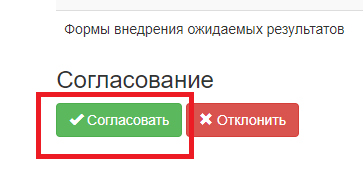 Формы внедрения ожидаемых результатов
Согласование
Согласовать Отклонить